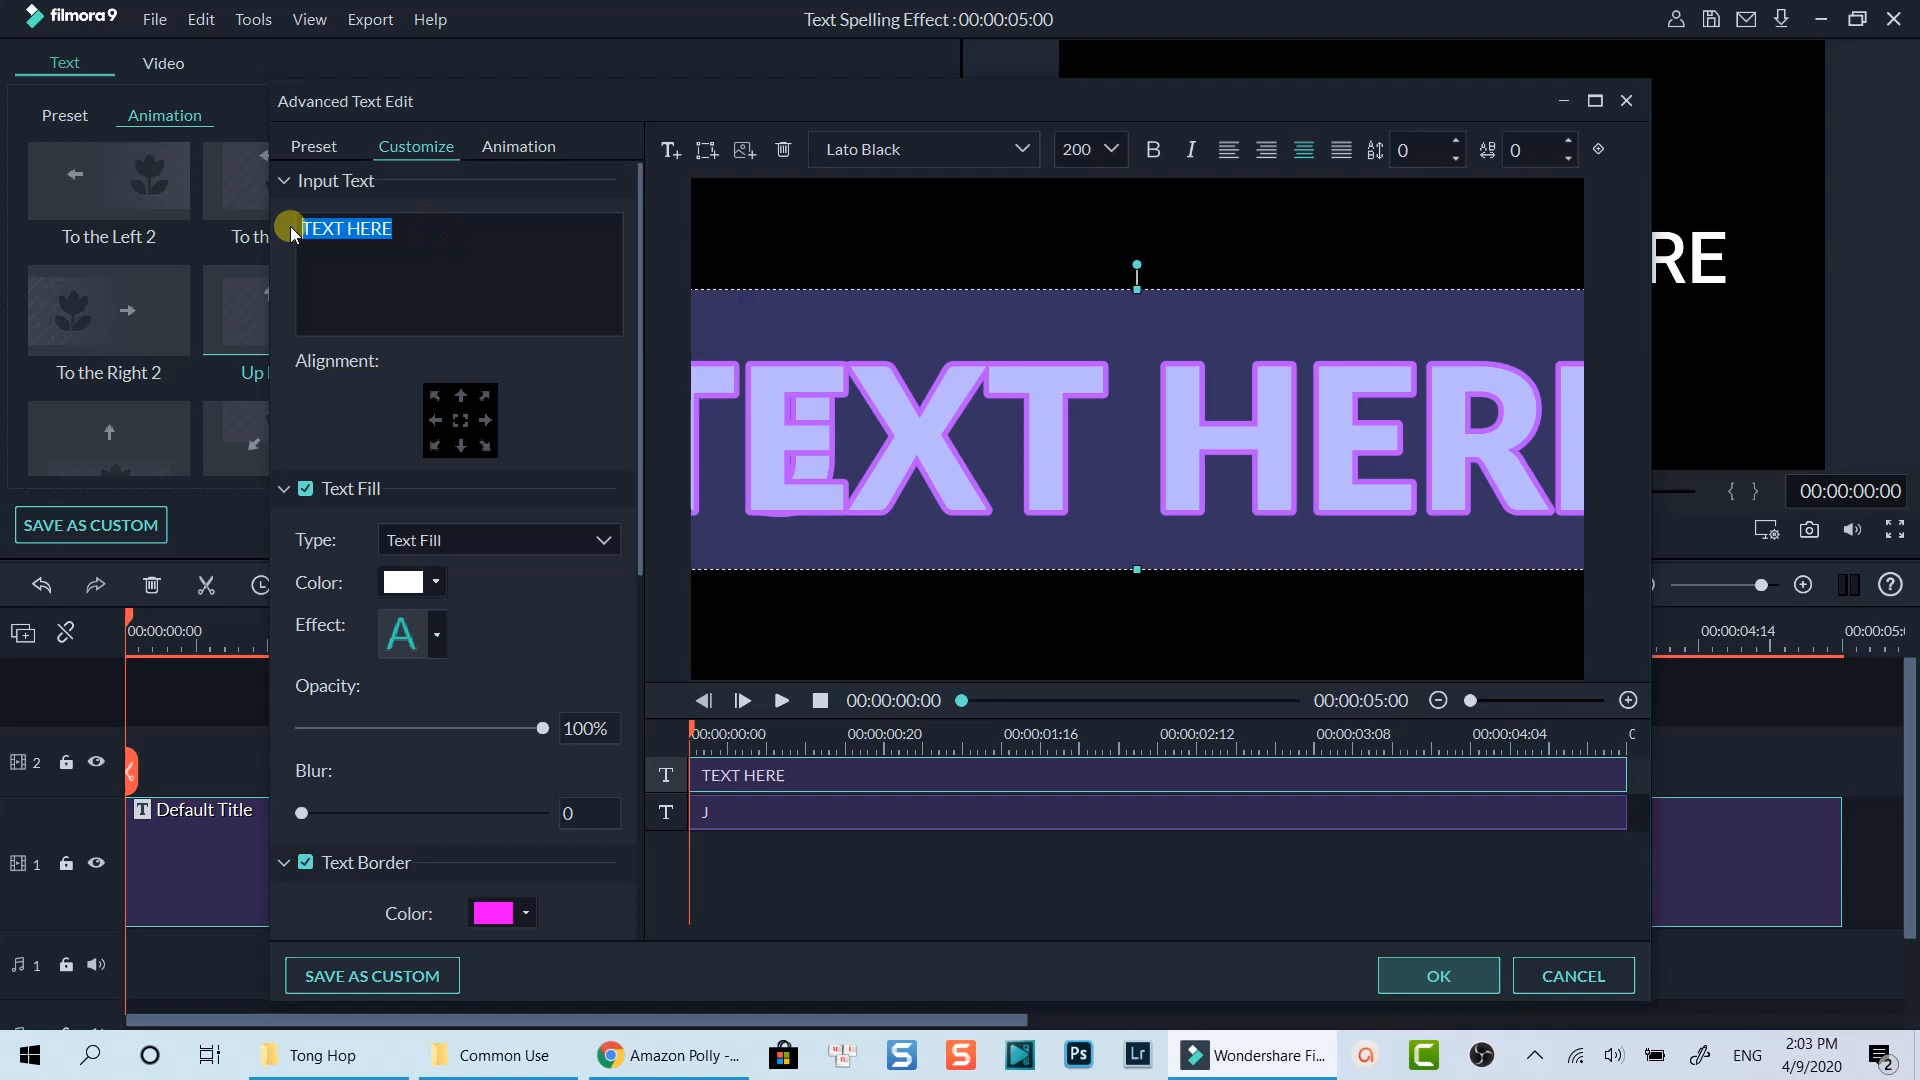 filmora9 File Edit Tools View Export Help Text Spelling Effect : 00:00:05:00
Text Video
Advanced Text Edit
Preset Animation
Preset Customize Animation
T+ Lato Black 200 B I 0 0
Input Text
TEXT HERE
To the Left 2
Alignment:
To the Right 2
TEXT HERE
Text Fill
00:00:00:00
SAVE AS CUSTOM
Type: Text Fill
Color:
Effect: A
00:00:00:00
00:00:04:14
Opacity:
100%
00:00:00:00 00:00:05:00
00:00:00:00 00:00:00:20 00:00:01:16 00:00:02:12 00:00:03:08 00:00:04:04
Blur:
0
2
T TEXT HERE
T Default Title
T J
1
Text Border
Color:
1
SAVE AS CUSTOM OK CANCEL
Tong Hop Common Use Amazon Polly -... Ps Lr Wondershare Fi... ENG 2:03 PM
4/9/2020
2